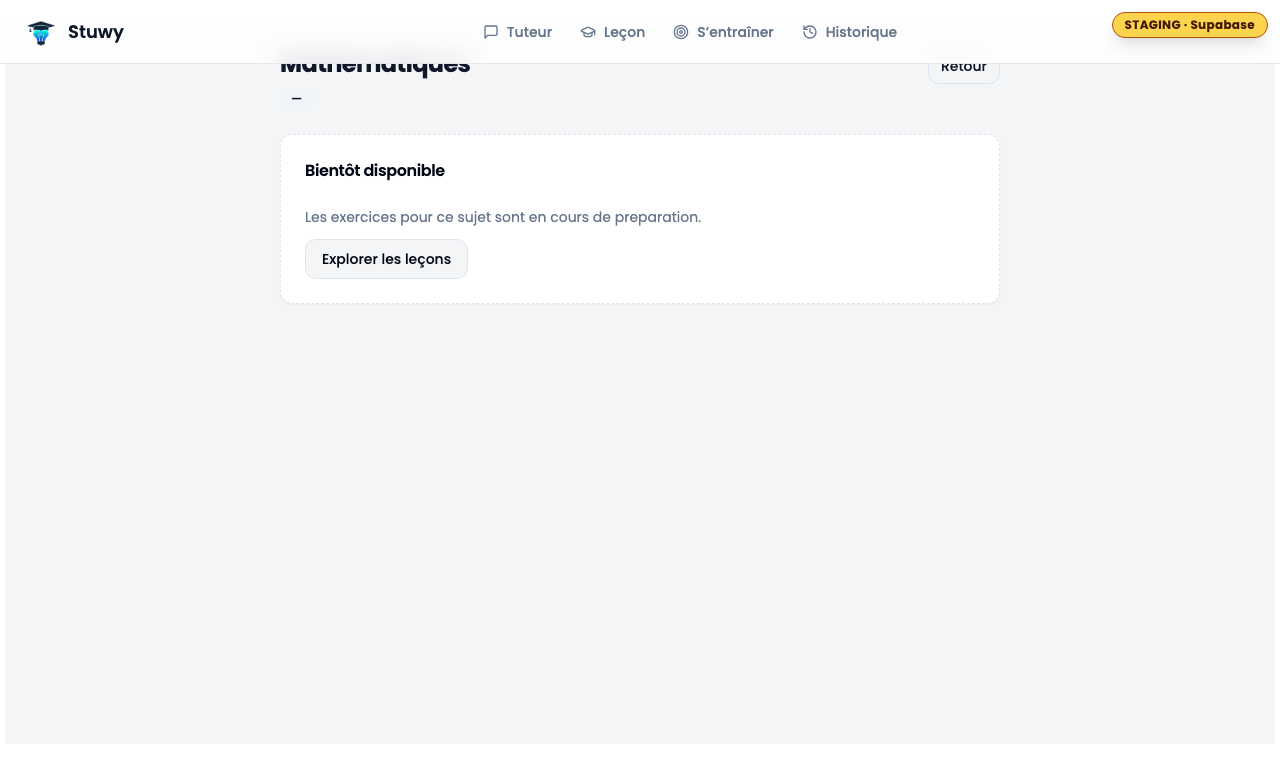 Stuwy
Tuteur
Leçon
S’entraîner
Historique
STAGING · Supabase
Mathématiques
Retour
—
Bientôt disponible
Les exercices pour ce sujet sont en cours de preparation.
Explorer les leçons